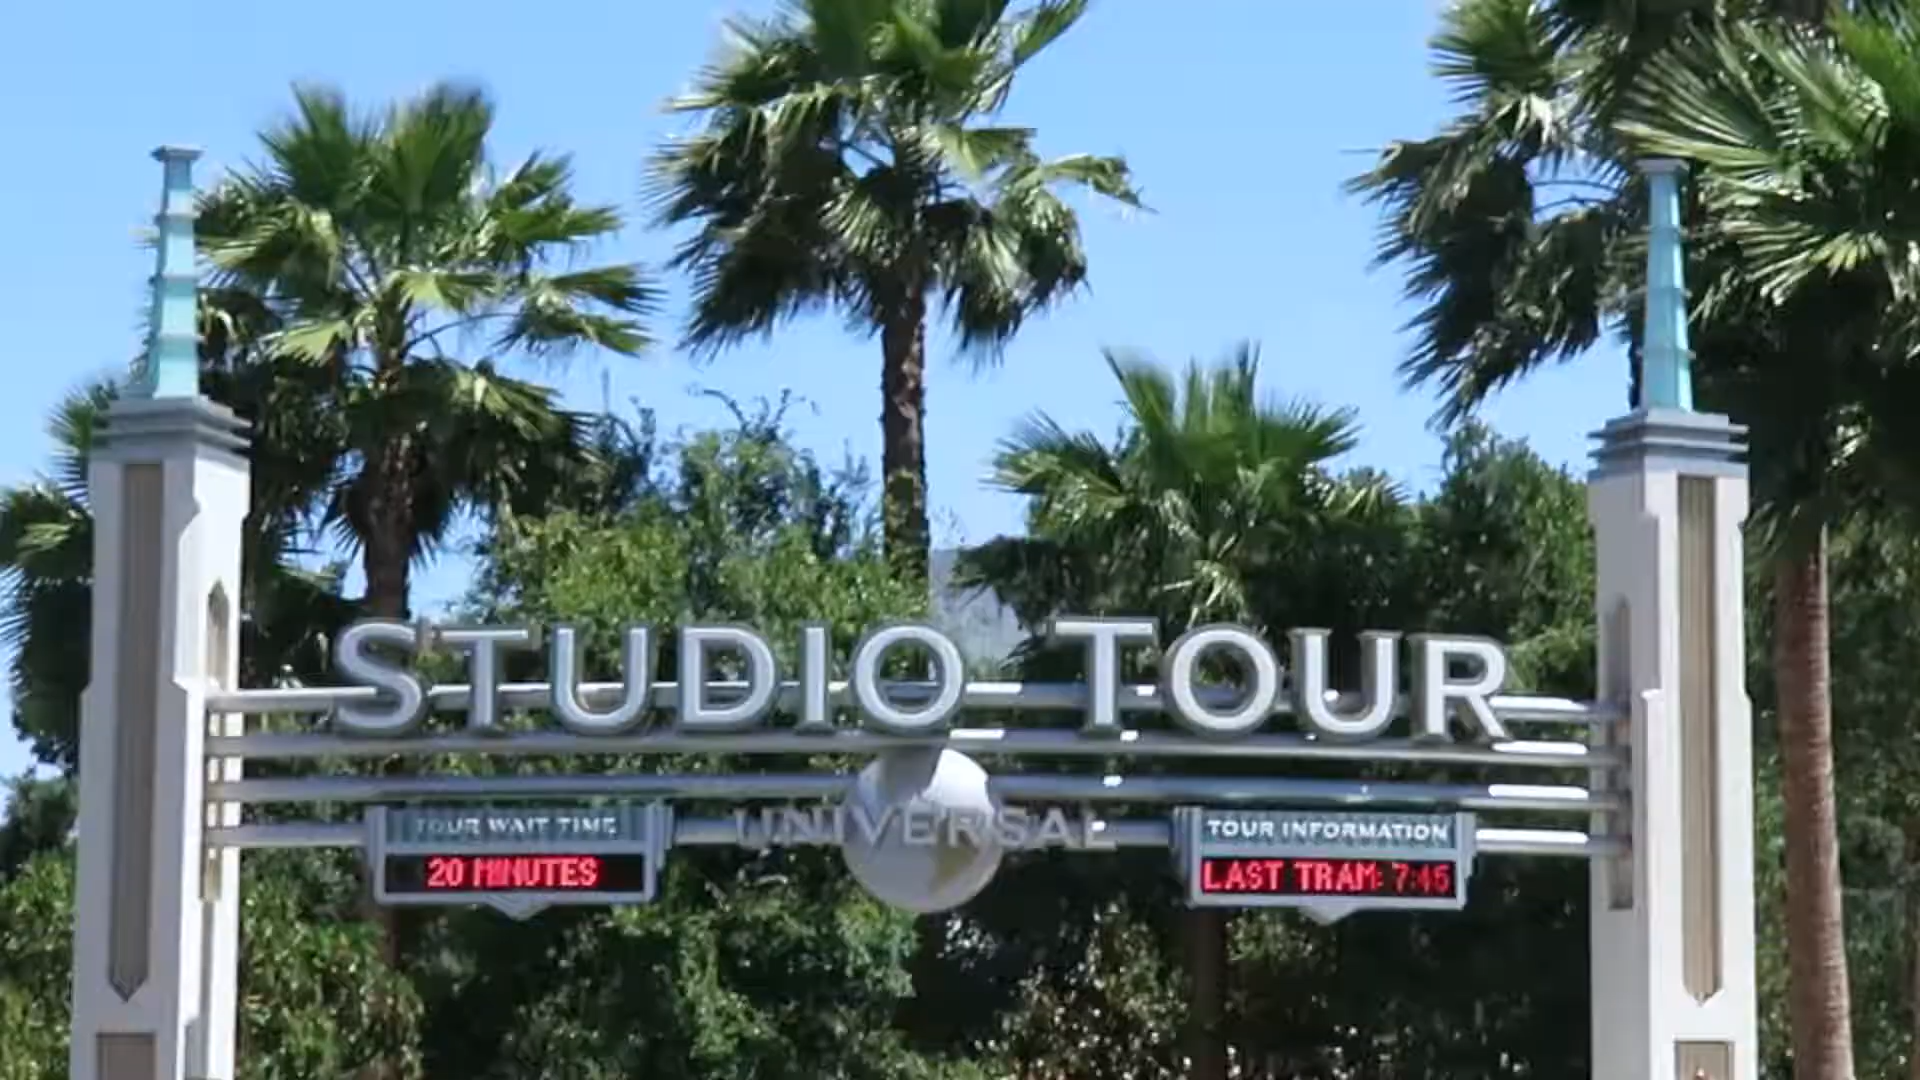 STUDIO TOUR
UNIVERSAL
TOUR WAIT TIME
20 MINUTES
TOUR INFORMATION
LAST TRAM: 7:45